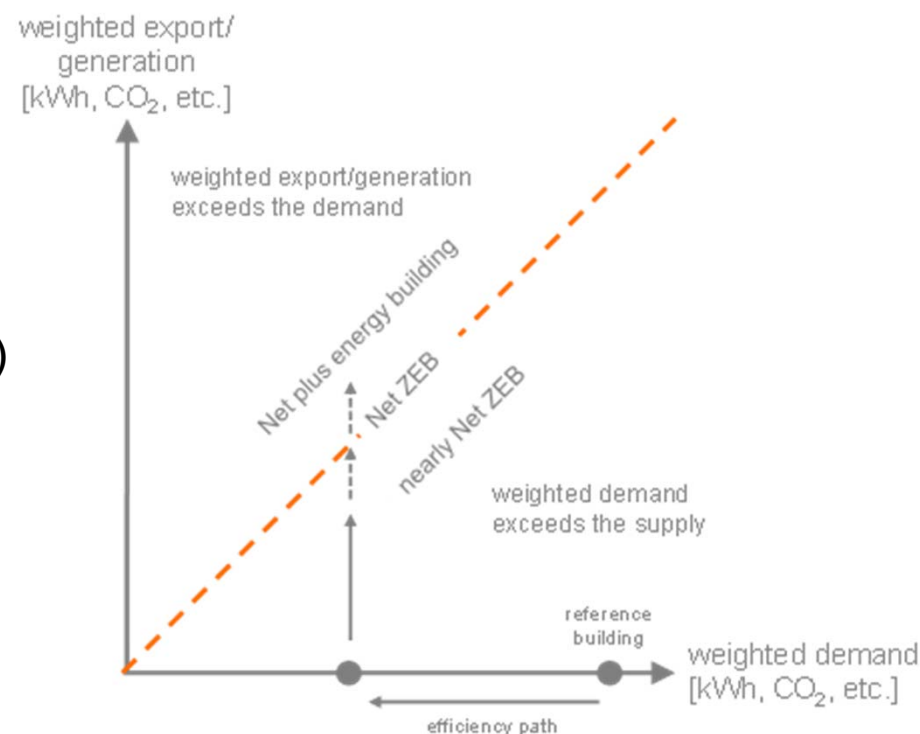 weighted export/
generation
[kWh, CO₂, etc.]
weighted export/generation
exceeds the demand
)
Net plus energy building
Net ZEB
nearly Net ZEB
weighted demand
exceeds the supply
reference
building
weighted demand
[kWh, CO₂, etc.]
efficiency path